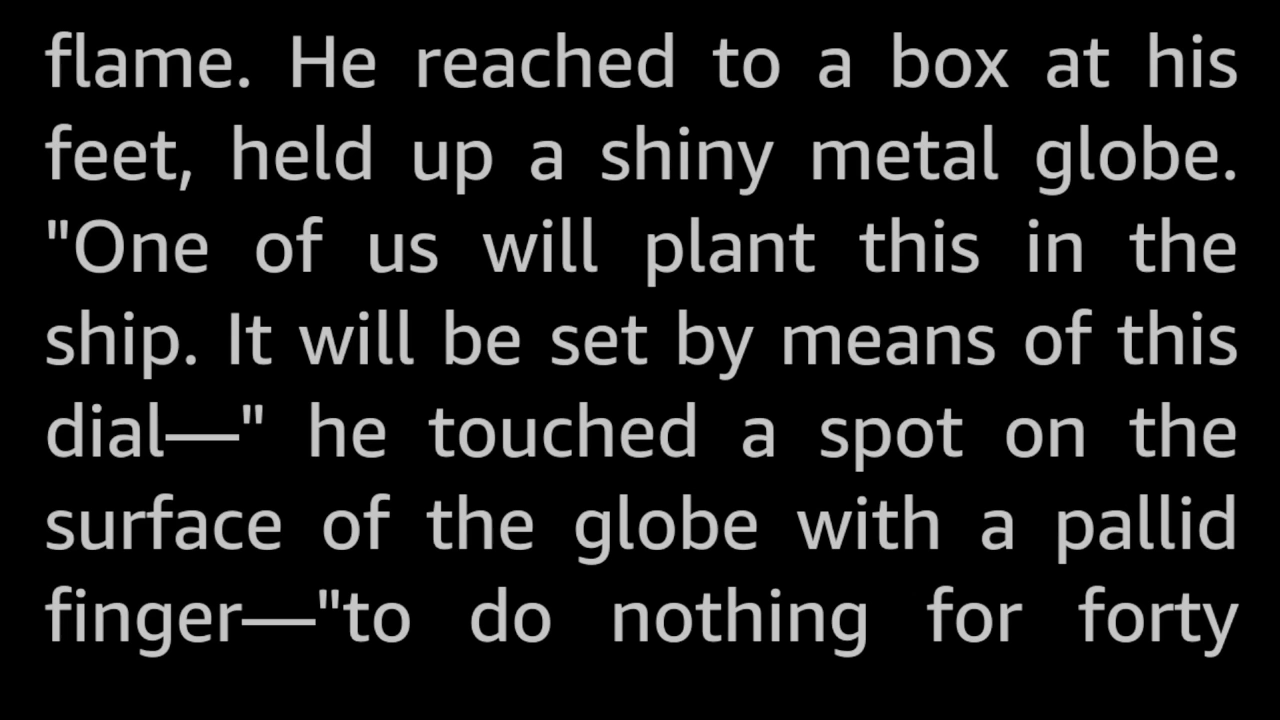 flame. He reached to a box at his
feet, held up a shiny metal globe.
"One of us will plant this in the
ship. It will be set by means of this
dial—" he touched a spot on the
surface of the globe with a pallid
finger—"to do nothing for forty